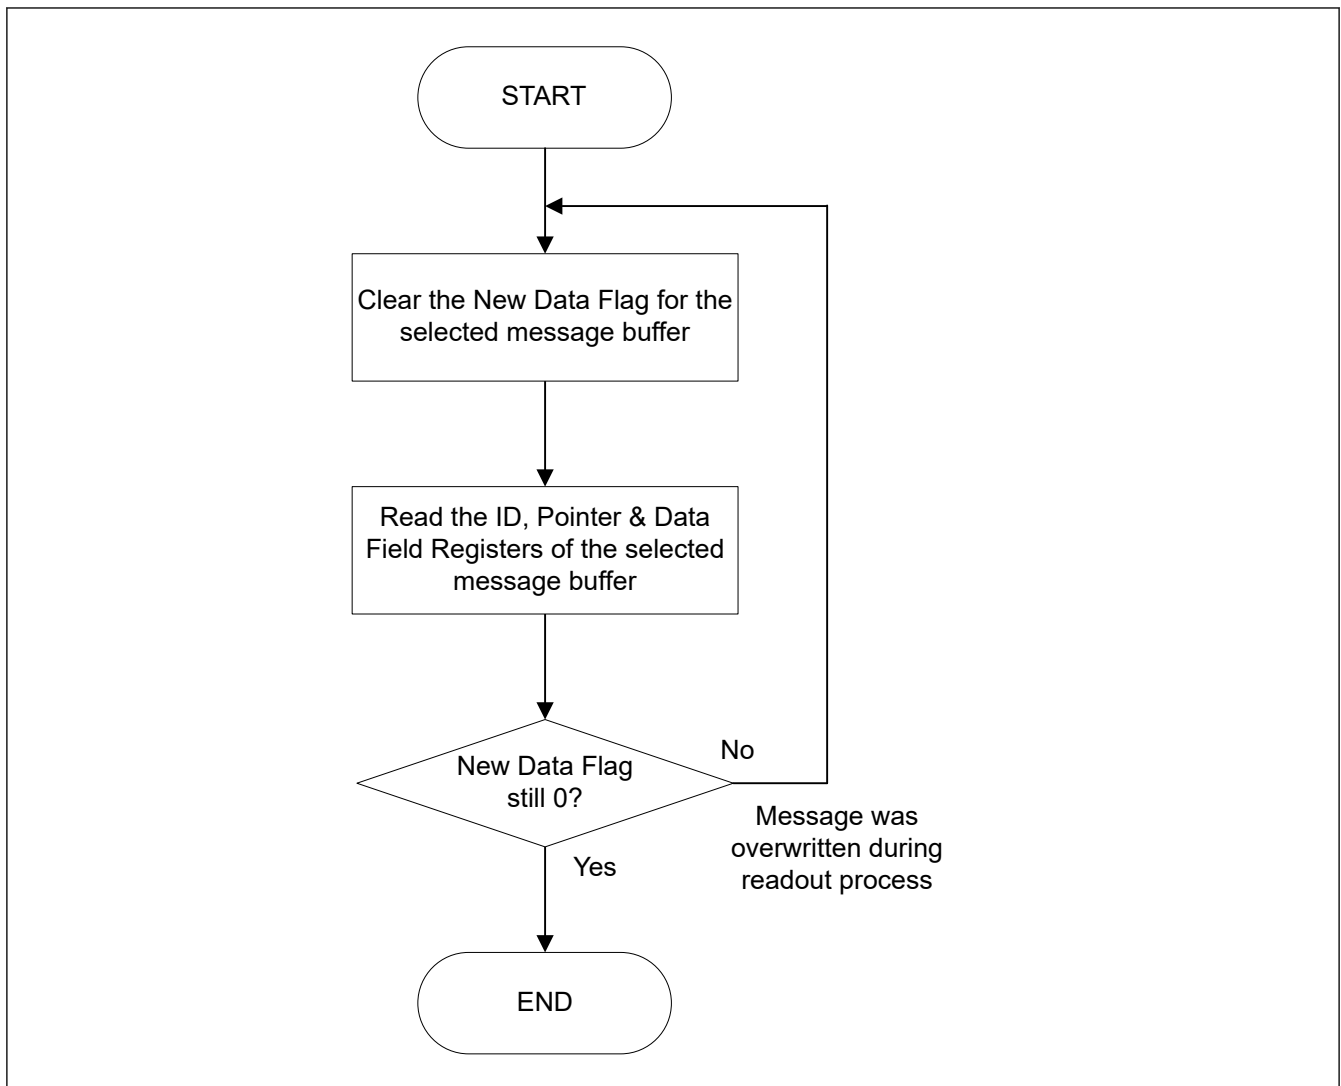 START
Clear the New Data Flag for the
selected message buffer
Read the ID, Pointer & Data
Field Registers of the selected
message buffer
New Data Flag
still 0?
No
Message was
overwritten during
readout process
Yes
END